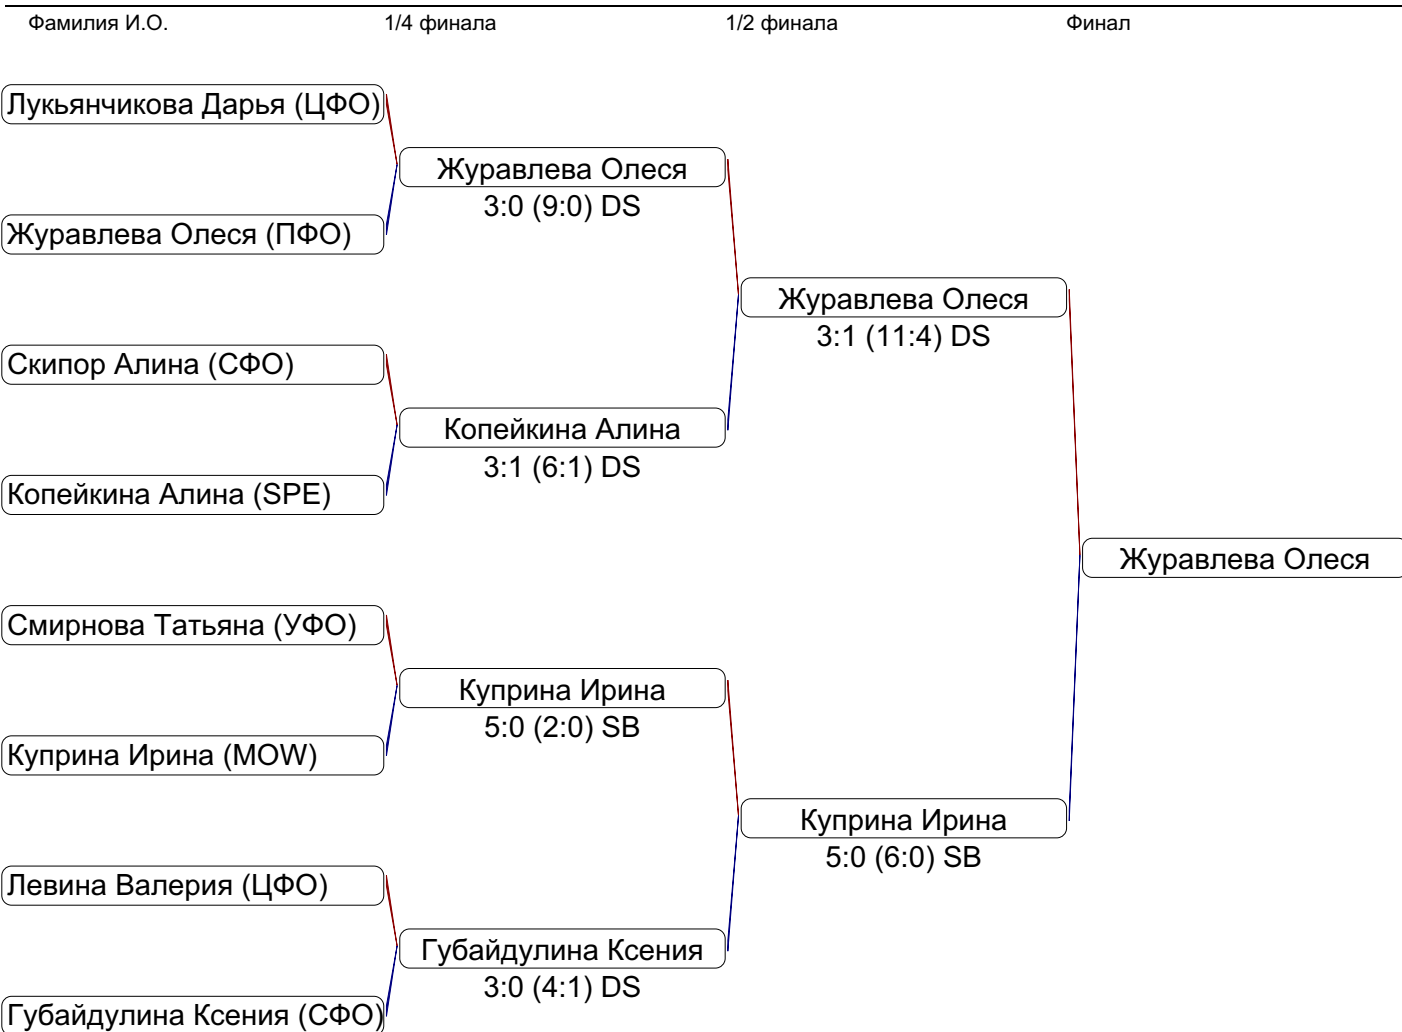 Фамилия И.О. 1/4 финала 1/2 финала Финал
Лукьянчикова Дарья (ЦФО)
Журавлева Олеся
3:0 (9:0) DS
Журавлева Олеся (ПФО)
Журавлева Олеся
3:1 (11:4) DS
Скипор Алина (СФО)
Копейкина Алина
3:1 (6:1) DS
Копейкина Алина (SPE)
Журавлева Олеся
Смирнова Татьяна (УФО)
Куприна Ирина
5:0 (2:0) SB
Куприна Ирина (MOW)
Куприна Ирина
5:0 (6:0) SB
Левина Валерия (ЦФО)
Губайдулина Ксения
3:0 (4:1) DS
Губайдулина Ксения (СФО)